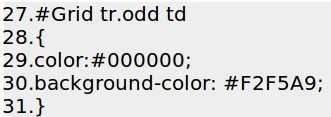 27.#Grid tr.odd td
28.{
29.color:#000000;
30.background-color: #F2F5A9;
31.}